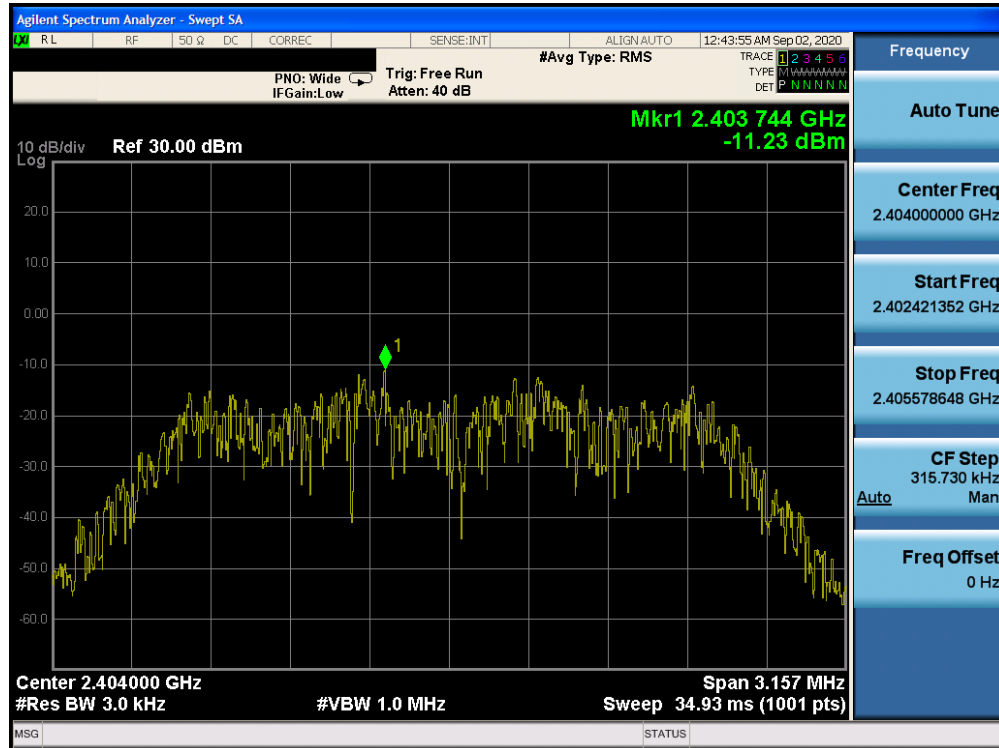 Agilent Spectrum Analyzer - Swept SA
LXI RL RF 50 Ω DC CORREC SENSE:INT ALIGN AUTO 12:43:55 AM Sep 02, 2020
PNO: Wide Trig: Free Run #Avg Type: RMS TRACE 1 2 3 4 5 6
IFGain:Low Atten: 40 dB TYPE M WWWWW
DET P N N N N N
Mkr1 2.403 744 GHz
-11.23 dBm
10 dB/div Ref 30.00 dBm
Log
20.0
10.0
0.00
-10.0
-20.0
-30.0
-40.0
-50.0
-60.0
1
Center 2.404000 GHz Span 3.157 MHz
#Res BW 3.0 kHz #VBW 1.0 MHz Sweep 34.93 ms (1001 pts)
MSG STATUS
Frequency
Auto Tune
Center Freq
2.404000000 GHz
Start Freq
2.402421352 GHz
Stop Freq
2.405578648 GHz
CF Step
315.730 kHz
Auto Man
Freq Offset
0 Hz